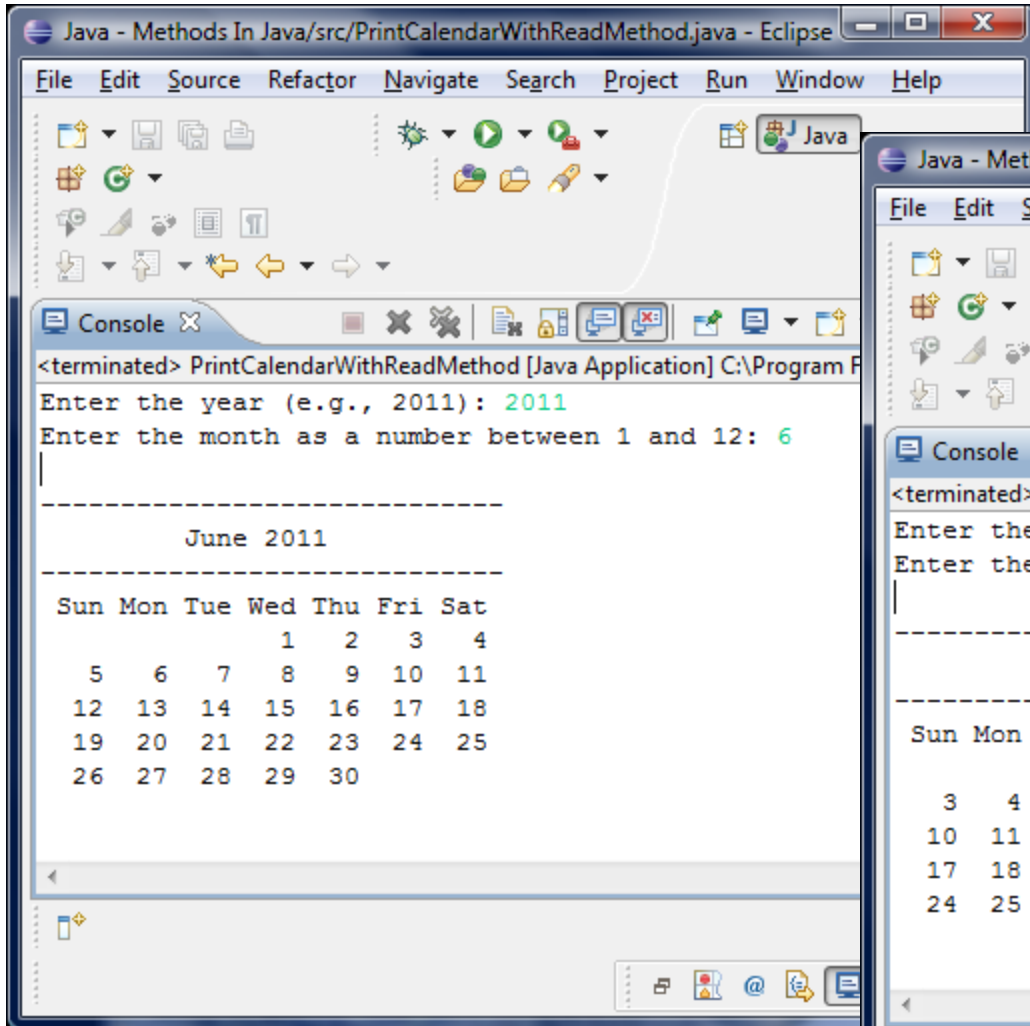 Java - Methods In Java/src/PrintCalendarWithReadMethod.java - Eclipse
File Edit Source Refactor Navigate Search Project Run Window Help
Java
Console
<terminated> PrintCalendarWithReadMethod [Java Application] C:\Program F
Enter the year (e.g., 2011): 2011
Enter the month as a number between 1 and 12: 6
-----------------------------
June 2011
-----------------------------
Sun Mon Tue Wed Thu Fri Sat
1 2 3 4
5 6 7 8 9 10 11
12 13 14 15 16 17 18
19 20 21 22 23 24 25
26 27 28 29 30
Java - Met
File Edit S
Console
<terminated>
Enter the
Enter the
-------
-------
Sun Mon
3 4
10 11
17 18
24 25